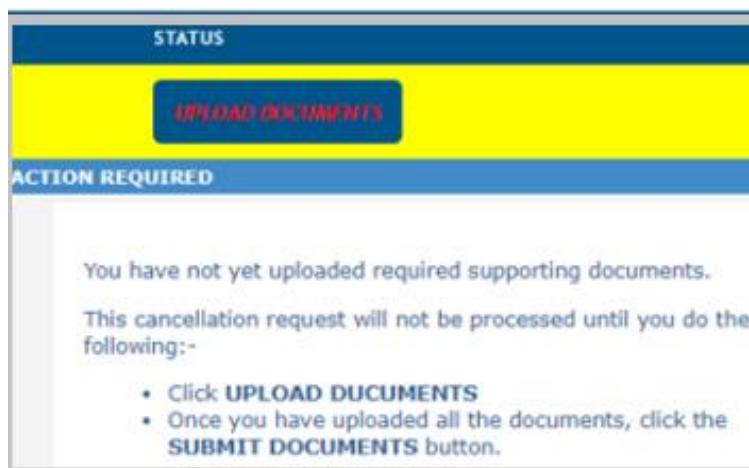 STATUS
UPLOAD DOCUMENTS
ACTION REQUIRED
You have not yet uploaded required supporting documents.
This cancellation request will not be processed until you do the
following:-
• Click UPLOAD DUCUMENTS
• Once you have uploaded all the documents, click the
SUBMIT DOCUMENTS button.